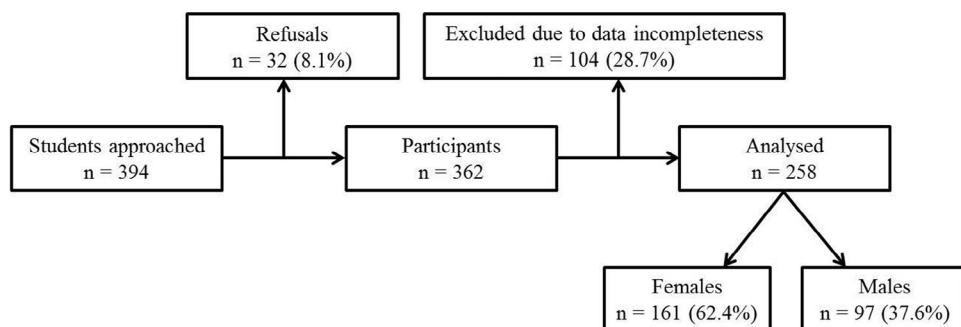 Refusals
n = 32 (8.1%)
Excluded due to data incompleteness
n = 104 (28.7%)
Students approached
n = 394
Participants
n = 362
Analysed
n = 258
Females
n = 161 (62.4%)
Males
n = 97 (37.6%)